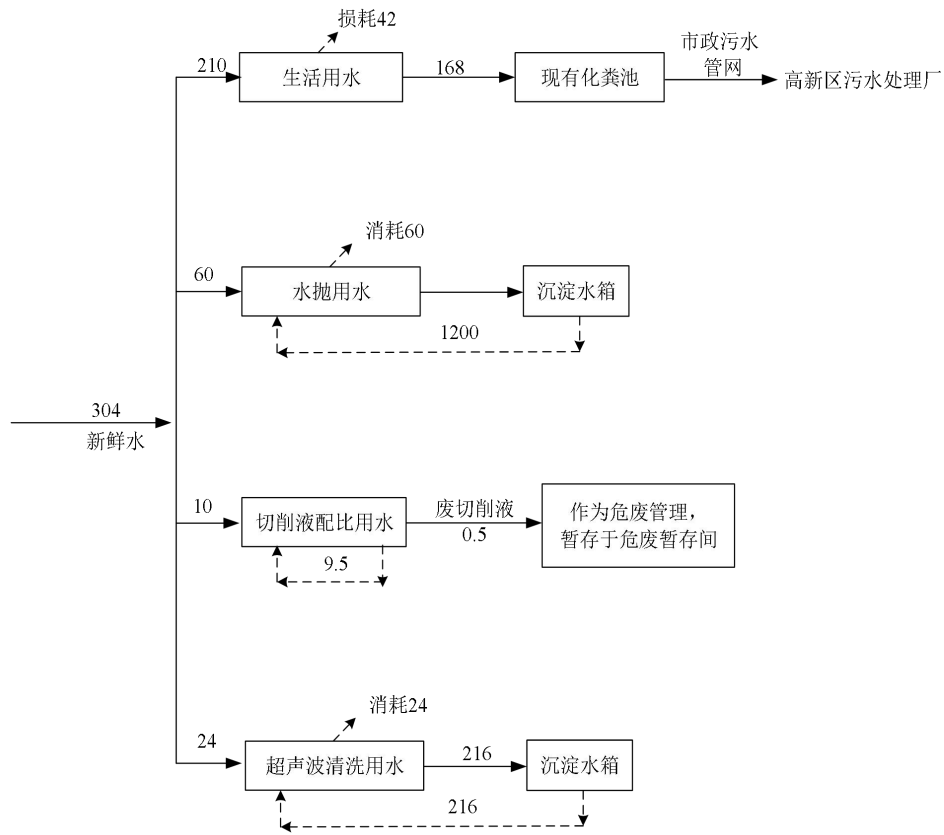 损耗42
210
生活用水
168
现有化粪池
市政污水
管网
高新区污水处理厂
消耗60
60
水抛用水
沉淀水箱
1200
304
新鲜水
10
切削液配比用水
废切削液
0.5
作为危废管理，
暂存于危废暂存间
9.5
消耗24
24
超声波清洗用水
216
沉淀水箱
216